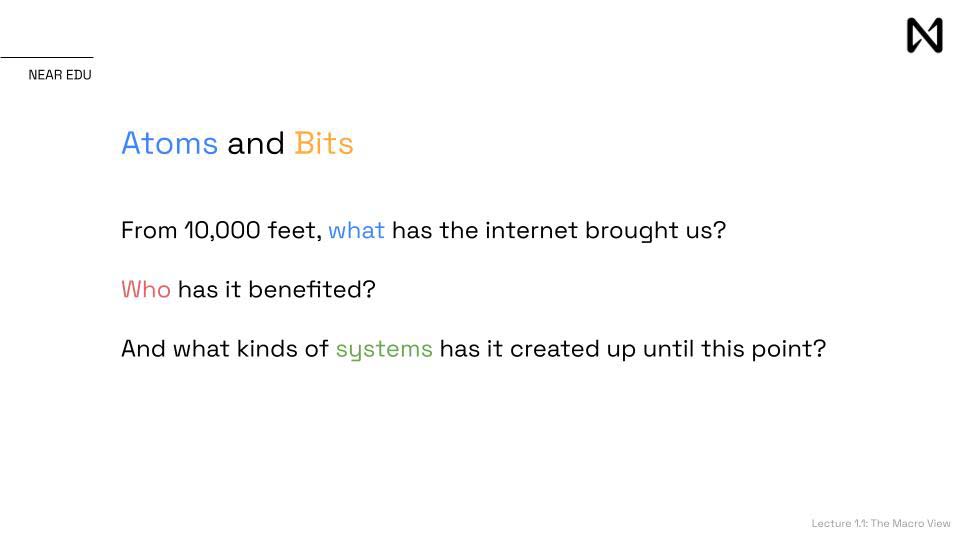 NEAR EDU
Atoms and Bits
From 10,000 feet, what has the internet brought us?
Who has it benefited?
And what kinds of systems has it created up until this point?
Lecture 1.1: The Macro View